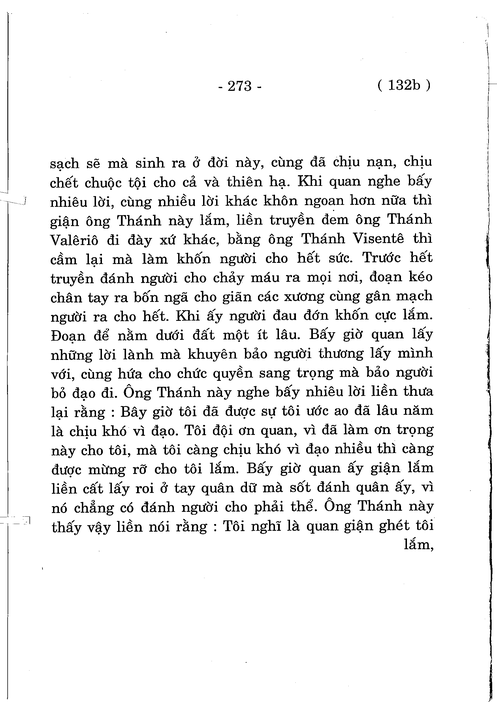 - 273 - ( 132b )
sạch sẽ mà sinh ra ở đời này, cùng đã chịu nạn, chịu
chết chuộc tội cho cả và thiên hạ. Khi quan nghe bấy
nhiêu lời, cùng nhiều lời khác khôn ngoan hơn nữa thì
giận ông Thánh này lắm, liền truyền đem ông Thánh
Valêriô đi đày xứ khác, bằng ông Thánh Visentê thì
cầm lại mà làm khốn người cho hết sức. Trước hết
truyền đánh người cho chảy máu ra mọi nơi, đoạn kéo
chân tay ra bốn ngã cho giãn các xương cùng gân mạch
người ra cho hết. Khi ấy người đau đớn khốn cực lắm.
Đoạn để nằm dưới đất một ít lâu. Bấy giờ quan lấy
những lời lành mà khuyên bảo người thương lấy mình
với, cùng hứa cho chức quyền sang trọng mà bảo người
bỏ đạo đi. Ông Thánh này nghe bấy nhiêu lời liền thưa
lại rằng : Bây giờ tôi đã được sự tôi ước ao đã lâu năm
là chịu khó vì đạo. Tôi đội ơn quan, vì đã làm ơn trọng
này cho tôi, mà tôi càng chịu khó vì đạo nhiều thì càng
được mừng rỡ cho tôi lắm. Bấy giờ quan ấy giận lắm
liền cất lấy roi ở tay quân dữ mà sốt đánh quân ấy, vì
nó chẳng có đánh người cho phải thể. Ông Thánh này
thấy vậy liền nói rằng : Tôi nghĩ là quan giận ghét tôi
lắm,